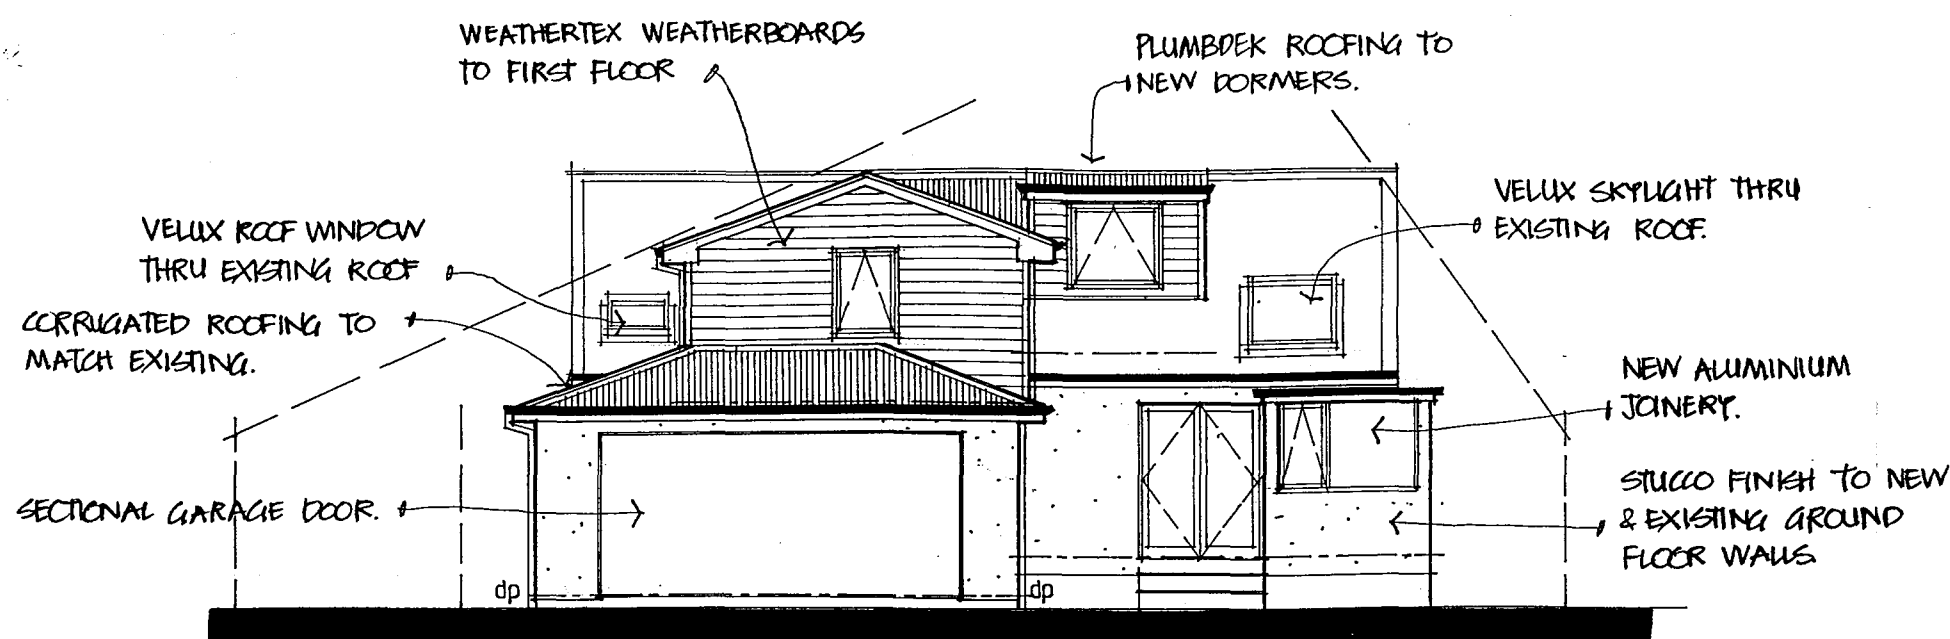 WEATHERTEX WEATHERBOARDS
TO FIRST FLOOR
PLUMBDEK ROOFING TO
NEW DORMERS.
VELUX ROOF WINDOW
THRU EXISTING ROOF
VELUX SKYLIGHT THRU
EXISTING ROOF.
CORRUGATED ROOFING TO
MATCH EXISTING.
NEW ALUMINIUM
JOINERY.
SECTIONAL GARAGE DOOR.
STUCCO FINISH TO NEW
& EXISTING GROUND
FLOOR WALLS.
dp
dp